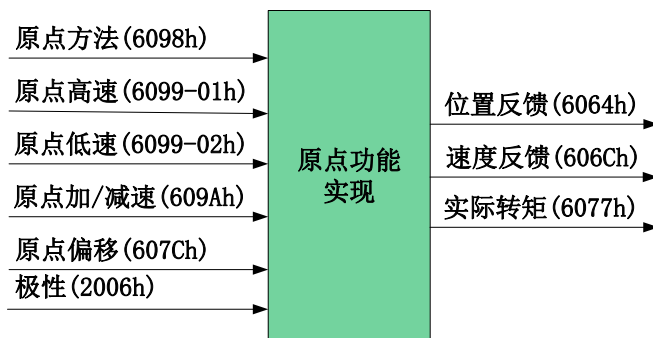 原点方法(6098h)
原点高速(6099-01h)
原点低速(6099-02h)
原点加/减速(609Ah)
原点偏移(607Ch)
极性(2006h)
原点功能
实现
位置反馈(6064h)
速度反馈(606Ch)
实际转矩(6077h)